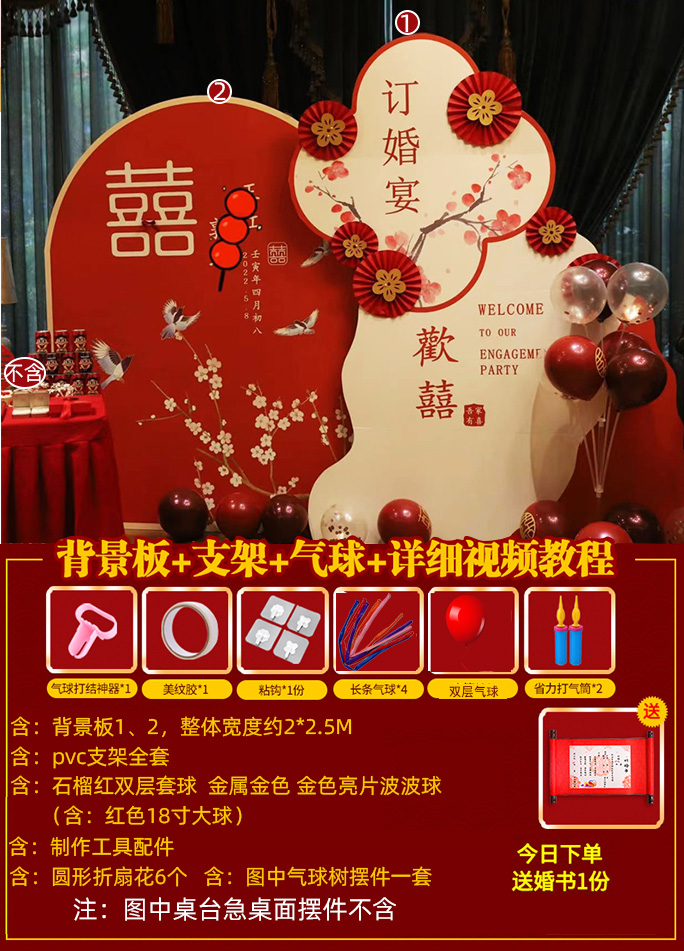 ①
②
订婚宴
囍
壬寅年四月初八
2022.5.8
囍
WELCOME
TO OUR
PARTY
歡囍
吾家有喜
不含
背景板+支架+气球+详细视频教程
气球打结神器*1
美纹胶*1
粘钩*1份
长条气球*4
双层气球
省力打气筒*2
含：背景板1、2，整体宽度约2*2.5M
含：pvc支架全套
含：石榴红双层套球 金属金色 金色亮片波波球
（含：红色18寸大球）
含：制作工具配件
含：圆形折扇花6个 含：图中气球树摆件一套
注：图中桌台急桌面摆件不含
送
今日下单
送婚书1份